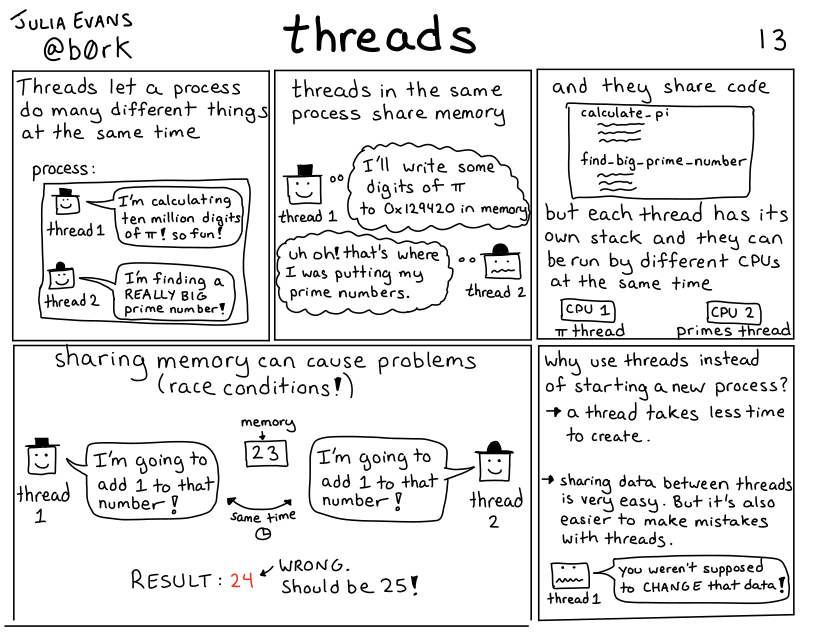 JULIA EVANS
@b0rk
threads
13
Threads let a process
do many different things
at the same time
process:
I'm calculating
ten million digits
of π! so fun!
thread 1
I'm finding a
REALLY BIG
prime number!
thread 2
threads in the same
process share memory
I'll write some
digits of π
to 0x129420 in memory
thread 1
uh oh! that's where
I was putting my
prime numbers.
thread 2
and they share code
calculate_pi
find_big_prime_number
but each thread has its
own stack and they can
be run by different CPUs
at the same time
CPU 1
π thread
CPU 2
primes thread
sharing memory can cause problems
(race conditions!)
thread
1
I'm going to
add 1 to that
number!
memory
23
same time
I'm going to
add 1 to that
number!
thread
2
RESULT: 24
WRONG.
Should be 25!
why use threads instead
of starting a new process?
→ a thread takes less time
to create.
→ sharing data between threads
is very easy. But it's also
easier to make mistakes
with threads.
you weren't supposed
to CHANGE that data!
thread 1